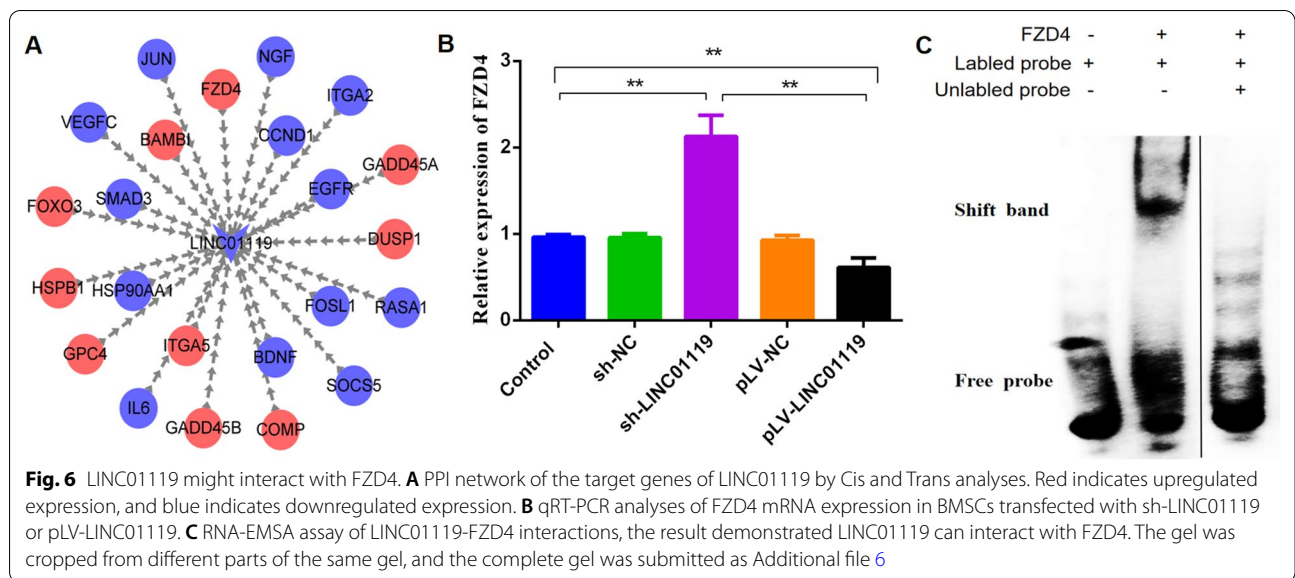 A
JUN
NGF
FZD4
ITGA2
VEGFC
BAMBI
CCND1
GADD45A
SMAD3
EGFR
FOXO3
LINC01119
DUSP1
HSPB1
HSP90AA1
FOSL1
RASA1
GPC4
ITGA5
BDNF
SOCS5
IL6
GADD45B
COMP
B
Relative expression of FZD4
3
2
1
0
**
**
**
Control
sh-NC
sh-LINC01119
pLV-NC
pLV-LINC01119
C
FZD4 - + +
Labled probe + + +
Unlabled probe - - +
Shift band
Free probe
Fig. 6 LINC01119 might interact with FZD4. A PPI network of the target genes of LINC01119 by Cis and Trans analyses. Red indicates upregulated
expression, and blue indicates downregulated expression. B qRT-PCR analyses of FZD4 mRNA expression in BMSCs transfected with sh-LINC01119
or pLV-LINC01119. C RNA-EMSA assay of LINC01119-FZD4 interactions, the result demonstrated LINC01119 can interact with FZD4. The gel was
cropped from different parts of the same gel, and the complete gel was submitted as Additional file 6